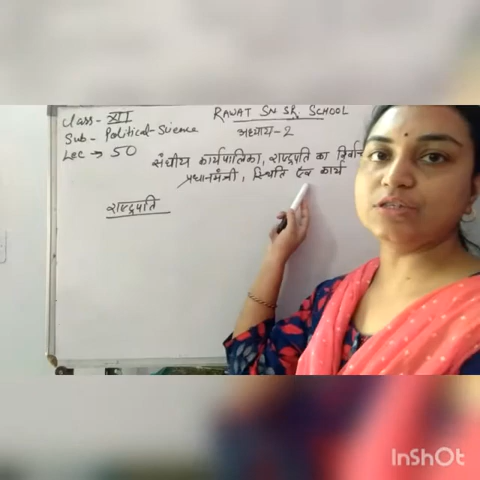 Class- XII
RAWAT SN SR. SCHOOL
Sub- Political-Science
अध्याय-2
Lec → 50
संघीय कार्यपालिका, राष्ट्रपति का
प्रधानमंत्री, स्थिति एवं कार्य
राष्ट्रपति
InShOt